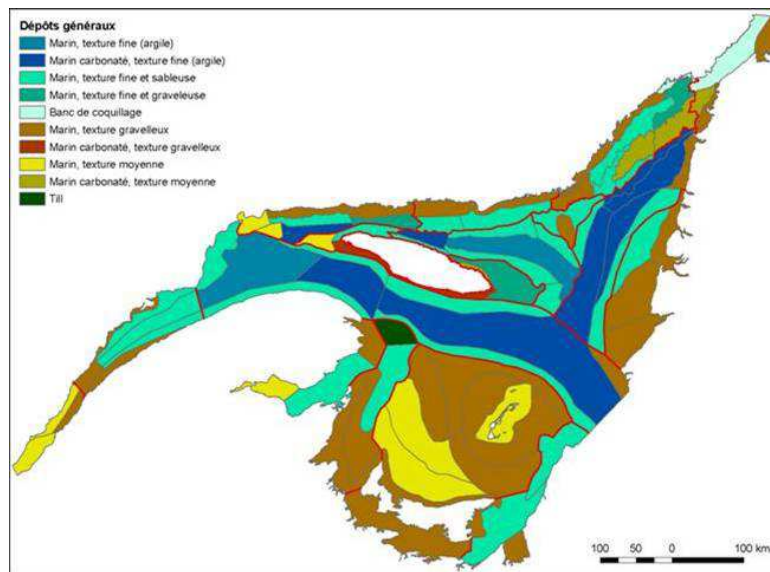 Dépôts généraux
Marin, texture fine (argile)
Marin carbonaté, texture fine (argile)
Marin, texture fine et sableuse
Marin, texture fine et graveleuse
Banc de coquillage
Marin, texture gravelleux
Marin carbonaté, texture gravelleux
Marin, texture moyenne
Marin carbonaté, texture moyenne
Till
100 50 0 100 km